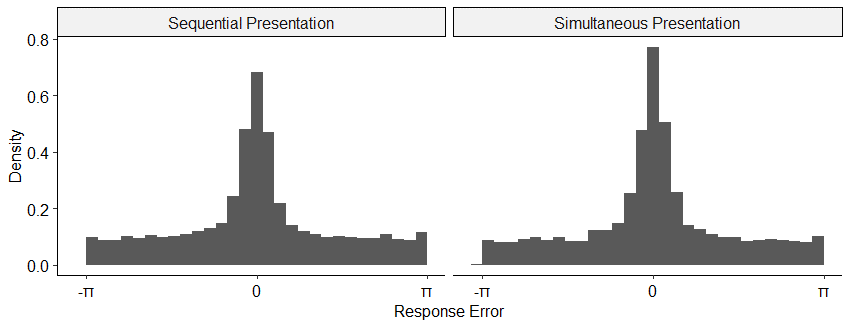 Sequential Presentation
Simultaneous Presentation
0.8
0.6
0.4
0.2
0.0
Density
-π
0
π
-π
0
π
Response Error